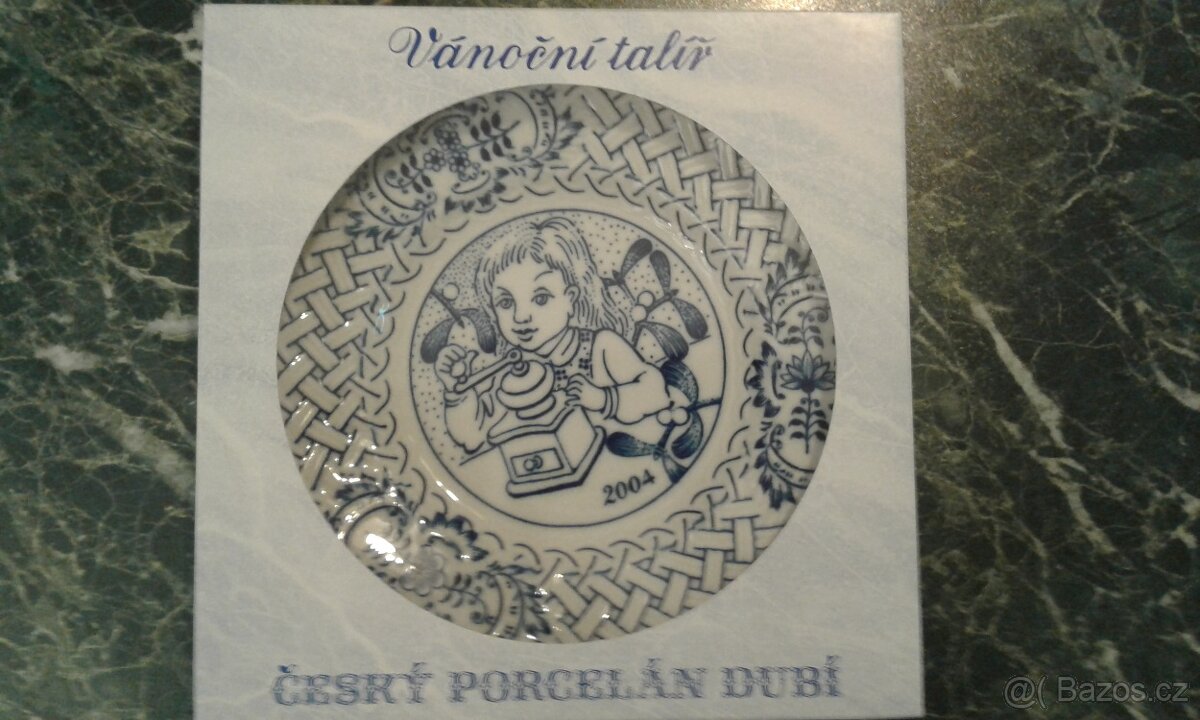 Vánoční talíř
2004
ČESKÝ PORCELÁN DUBÍ
@( Bazos.cz